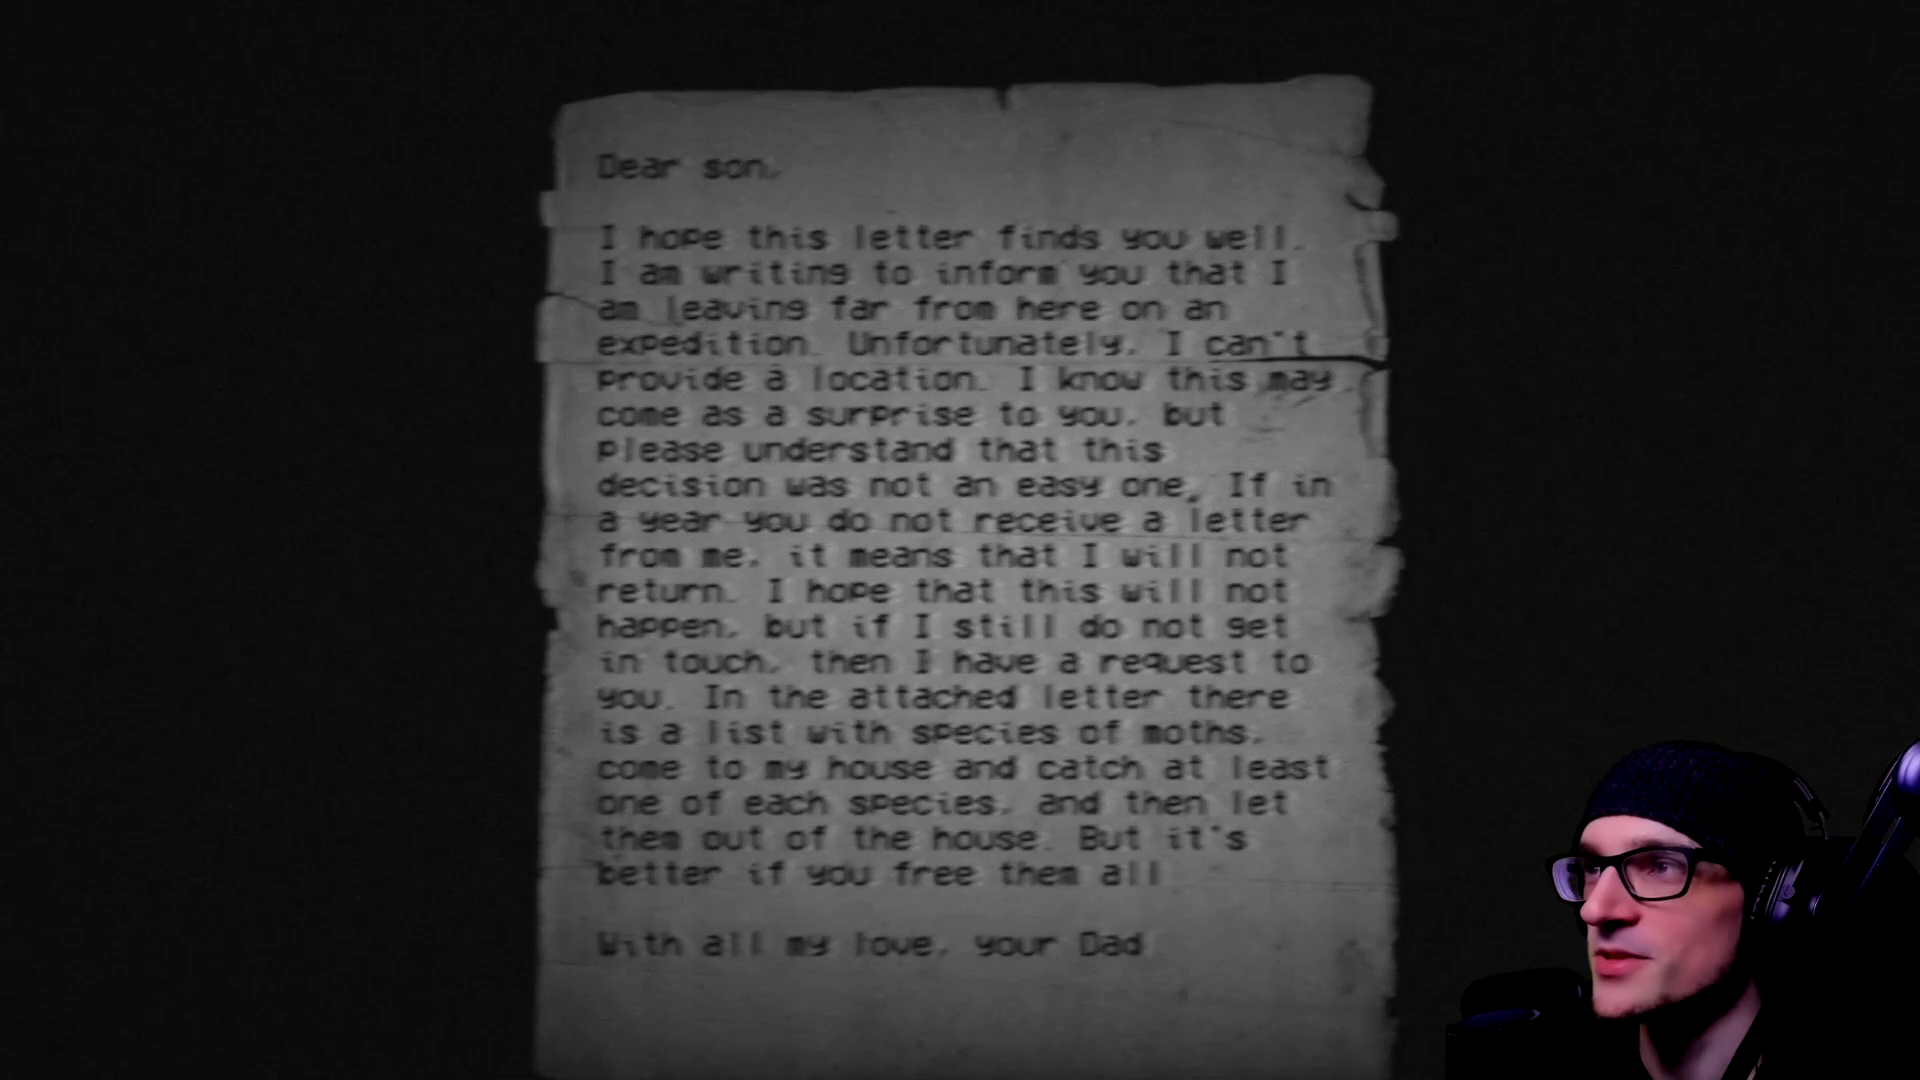 Dear son,
I hope this letter finds you well.
I am writing to inform you that I
am leaving far from here on an
expedition. Unfortunately, I can't
provide a location. I know this may
come as a surprise to you, but
please understand that this
decision was not an easy one, If in
a year you do not receive a letter
from me, it means that I will not
return. I hope that this will not
happen, but if I still do not get
in touch, then I have a request to
you. In the attached letter there
is a list with species of moths,
come to my house and catch at least
one of each species, and then let
them out of the house. But it's
better if you free them all
With all my love, your Dad